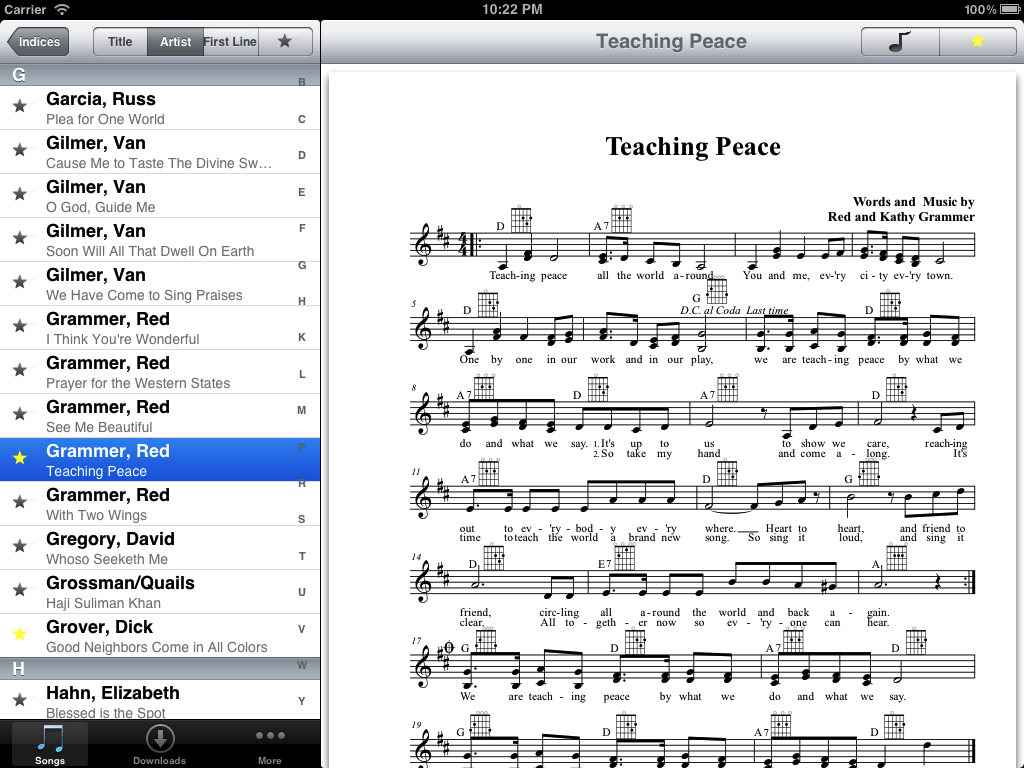 Carrier 10:22 PM 100%
Indices Title Artist First Line
Teaching Peace
G
Garcia, Russ
Plea for One World
Gilmer, Van
Cause Me to Taste The Divine Sw…
Gilmer, Van
O God, Guide Me
Gilmer, Van
Soon Will All That Dwell On Earth
Gilmer, Van
We Have Come to Sing Praises
Grammer, Red
I Think You're Wonderful
Grammer, Red
Prayer for the Western States
Grammer, Red
See Me Beautiful
Grammer, Red
Teaching Peace
Grammer, Red
With Two Wings
Gregory, David
Whoso Seeketh Me
Grossman/Quails
Haji Suliman Khan
Grover, Dick
Good Neighbors Come in All Colors
H
Hahn, Elizabeth
Blessed is the Spot
B
C
D
E
F
G
H
K
L
M
P
R
S
T
U
V
W
Y
Songs Downloads More
Teaching Peace
Words and Music by
Red and Kathy Grammer
D A7
4
4
Teach-ing peace all the world a-round. You and me, ev'ry ci-ty ev'ry town.
5 D G D
D.C. al Coda Last time
One by one in our work and in our play, we are teach-ing peace by what we
8 A7 D A7 D
do and what we say. 1. It's up to us to show we care, reach-ing
2. So take my hand and come a - long. It's
11 A7 D G
out to ev - 'ry-bod - y ev - 'ry where. Heart to heart, and friend to
time to teach the world a brand new song. So sing it loud, and sing it
14 D E7 A
friend, circ-ling all a-round the world and back a - gain.
clear. All to - geth - er now so ev - 'ry - one can hear.
17 G D A7 D
We are teach - ing peace by what we do and what we say.
19 G D A7 D